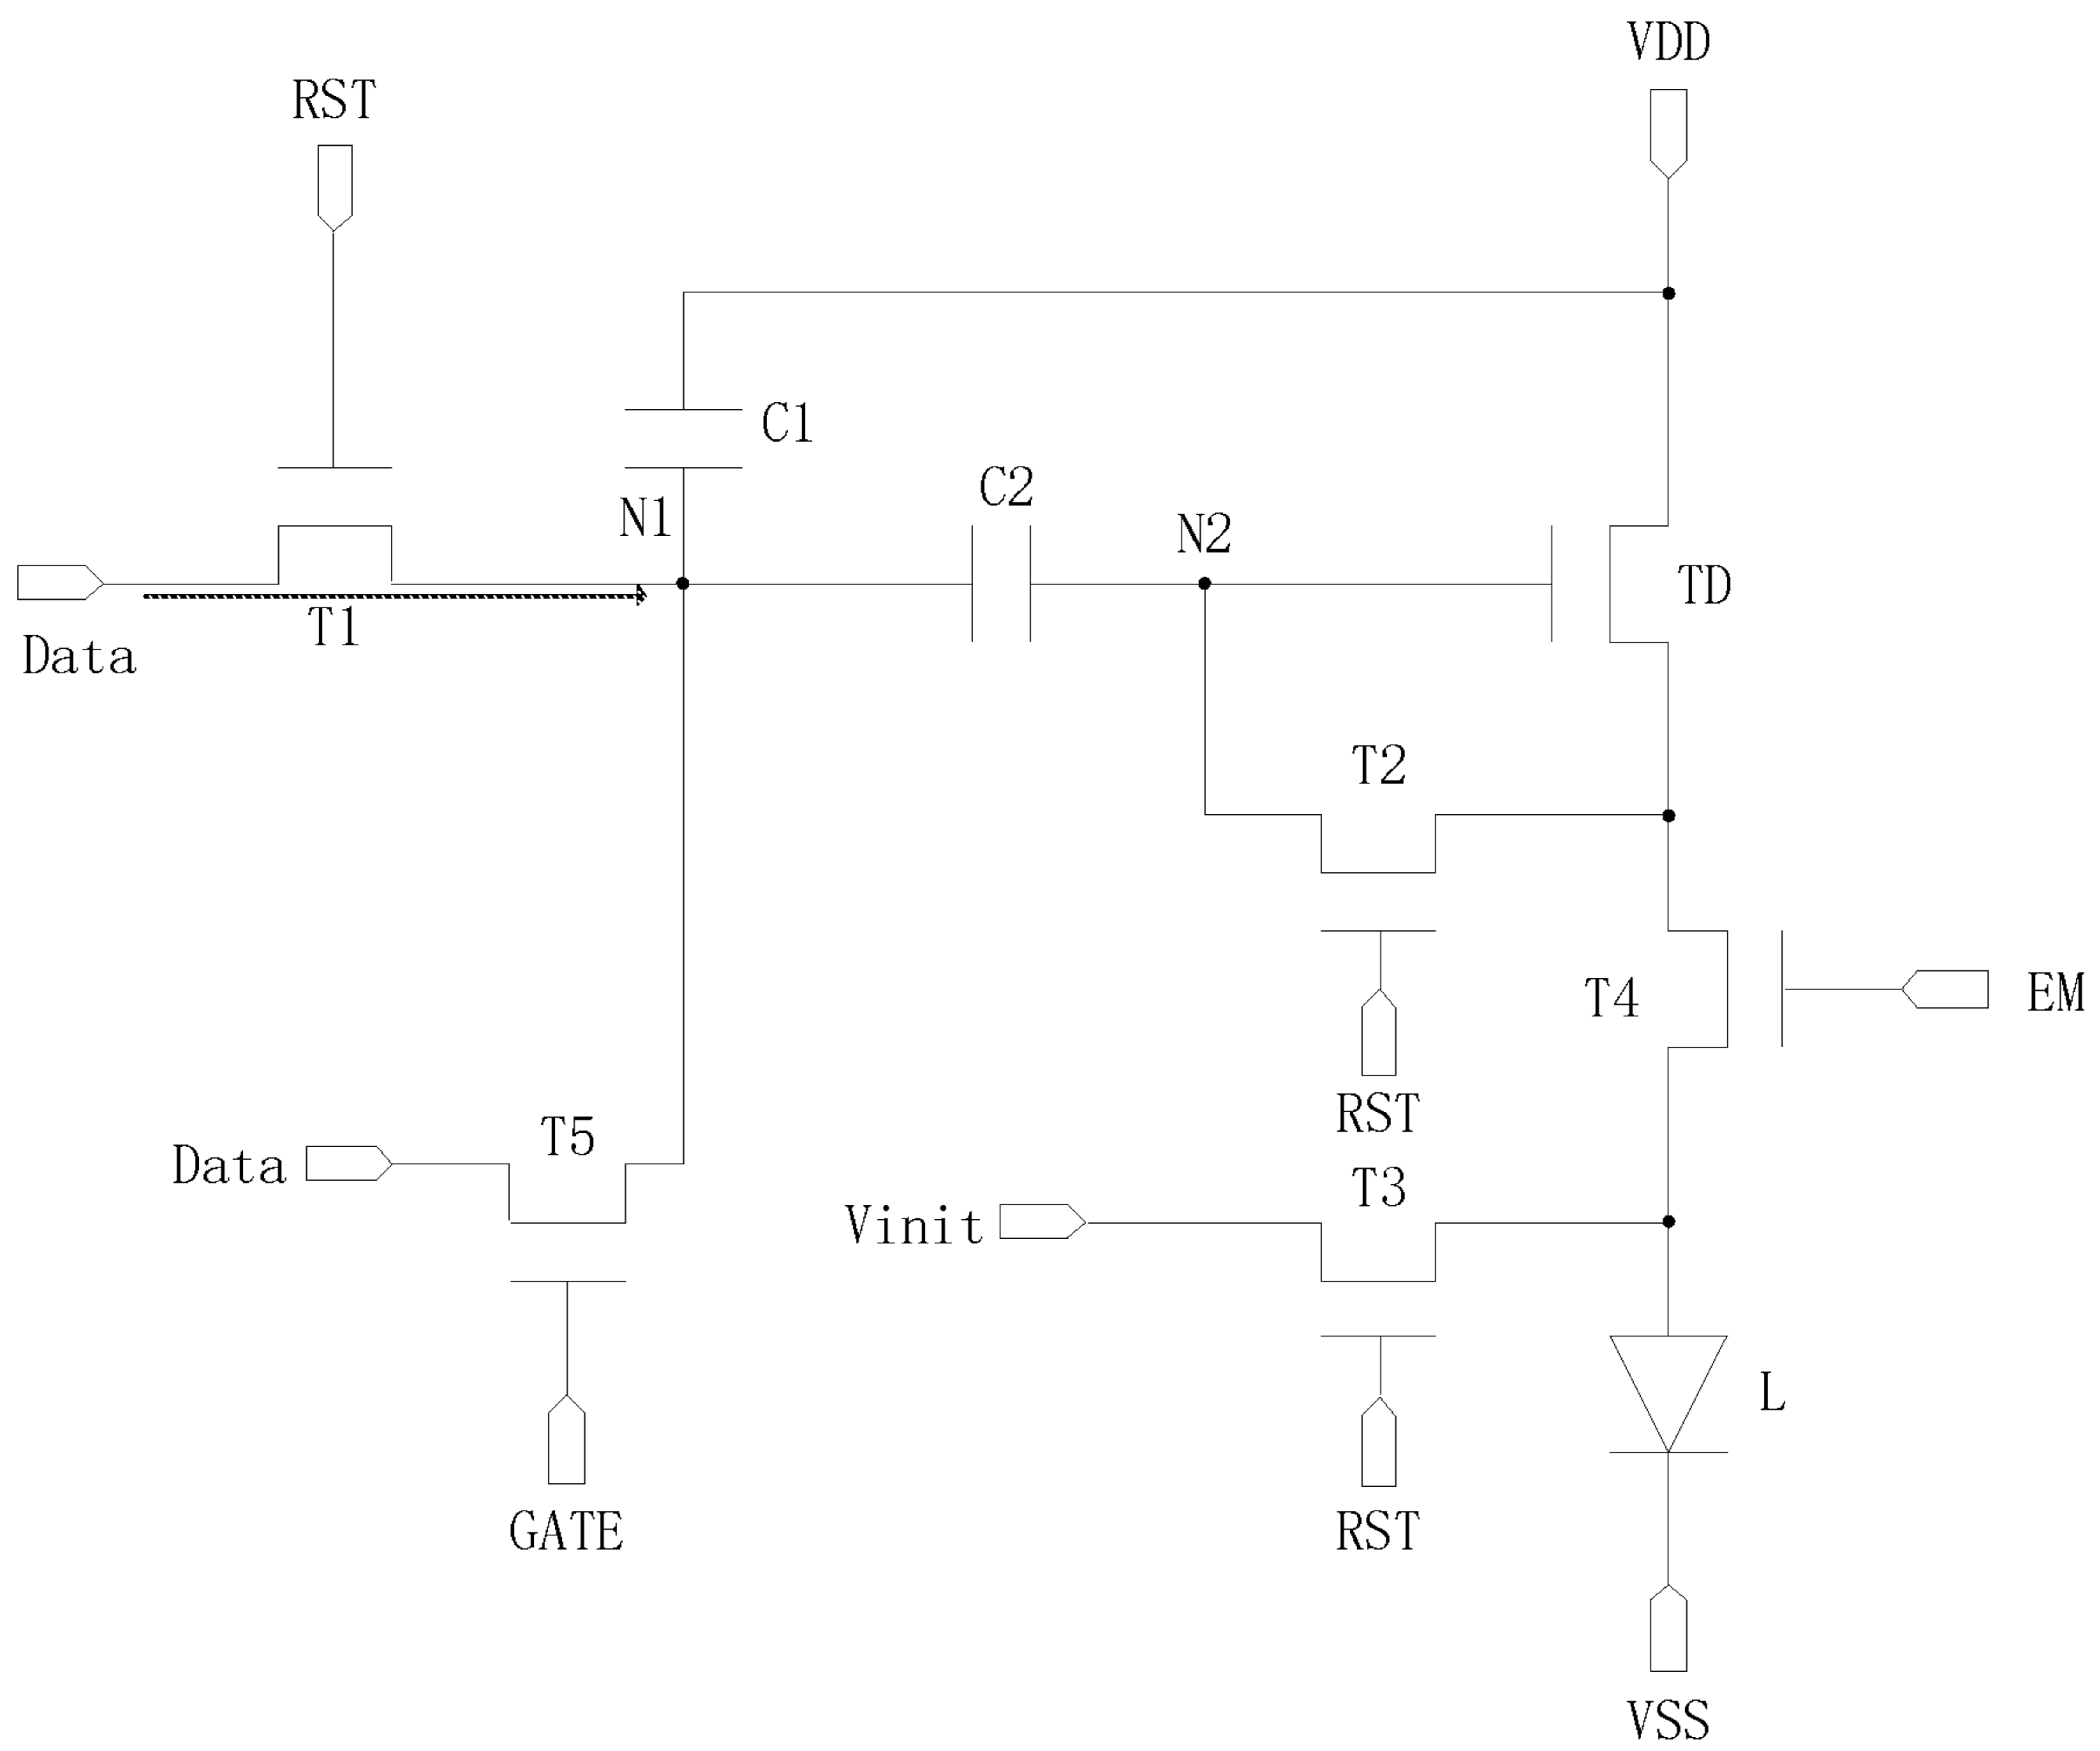 VDD
RST
C1
C2
N1
N2
TD
T1
Data
T2
T4
EM
RST
T5
Data
T3
Vinit
L
GATE
RST
VSS